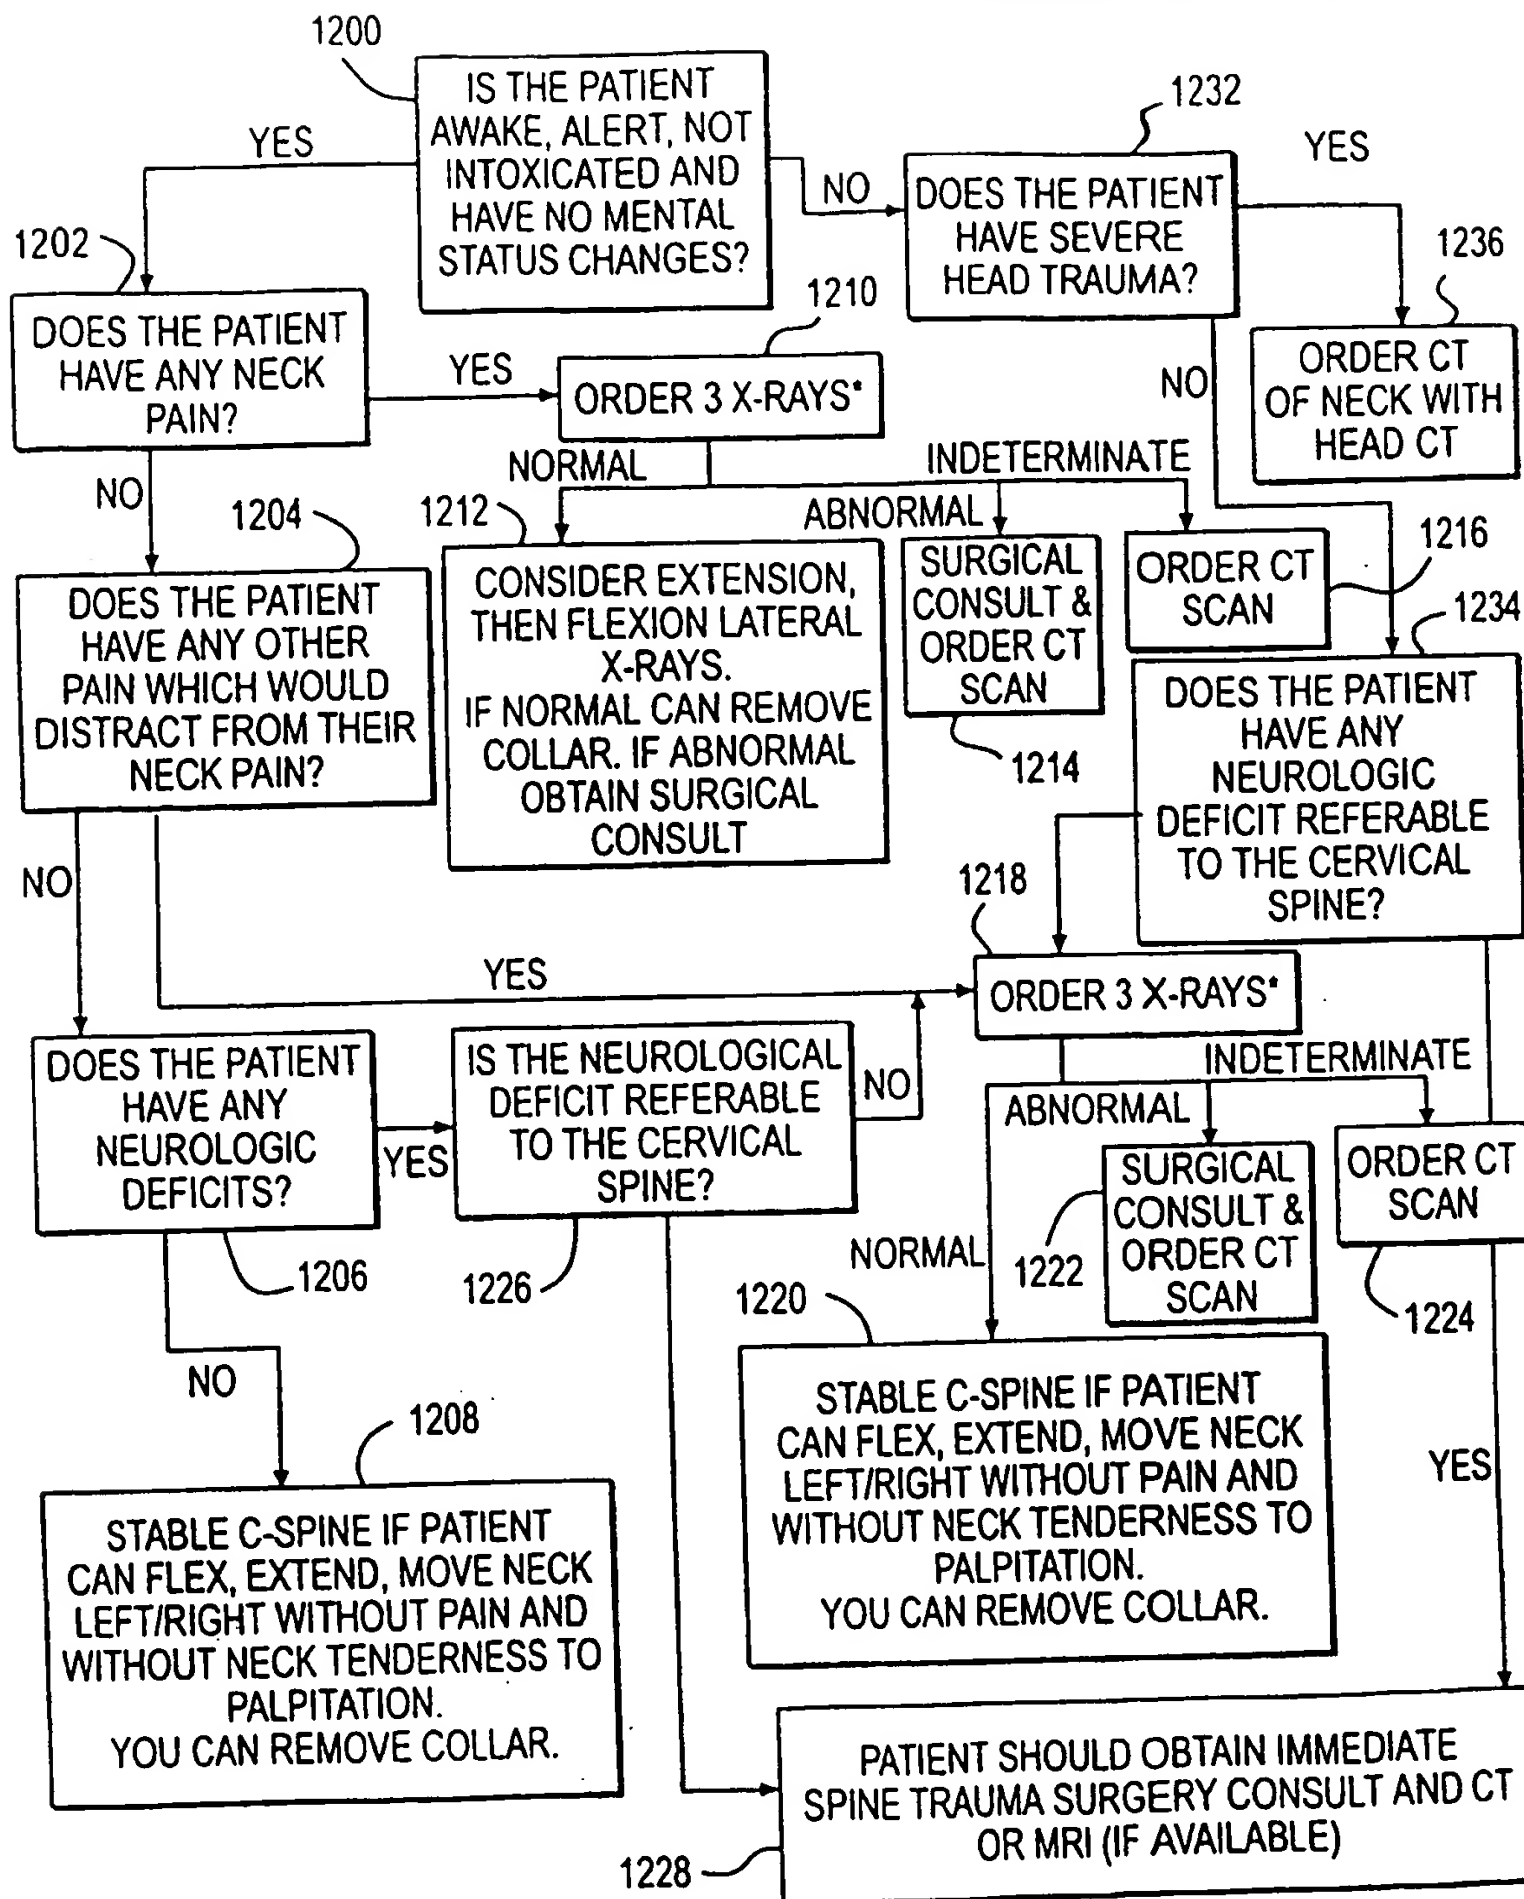 1200
IS THE PATIENT
AWAKE, ALERT, NOT
INTOXICATED AND
HAVE NO MENTAL
STATUS CHANGES?
YES
NO
1232
DOES THE PATIENT
HAVE SEVERE
HEAD TRAUMA?
YES
NO
1236
ORDER CT
OF NECK WITH
HEAD CT
1202
DOES THE PATIENT
HAVE ANY NECK
PAIN?
YES
NO
1210
ORDER 3 X-RAYS*
NORMAL
ABNORMAL
INDETERMINATE
1212
CONSIDER EXTENSION,
THEN FLEXION LATERAL
X-RAYS.
IF NORMAL CAN REMOVE
COLLAR. IF ABNORMAL
OBTAIN SURGICAL
CONSULT
SURGICAL
CONSULT &
ORDER CT
SCAN
1214
ORDER CT
SCAN
1216
1204
DOES THE PATIENT
HAVE ANY OTHER
PAIN WHICH WOULD
DISTRACT FROM THEIR
NECK PAIN?
NO
YES
1234
DOES THE PATIENT
HAVE ANY
NEUROLOGIC
DEFICIT REFERABLE
TO THE CERVICAL
SPINE?
1218
ORDER 3 X-RAYS*
INDETERMINATE
ABNORMAL
NORMAL
DOES THE PATIENT
HAVE ANY
NEUROLOGIC
DEFICITS?
1206
YES
NO
IS THE NEUROLOGICAL
DEFICIT REFERABLE
TO THE CERVICAL
SPINE?
1226
NO
SURGICAL
CONSULT &
ORDER CT
SCAN
1222
ORDER CT
SCAN
1224
1220
STABLE C-SPINE IF PATIENT
CAN FLEX, EXTEND, MOVE NECK
LEFT/RIGHT WITHOUT PAIN AND
WITHOUT NECK TENDERNESS TO
PALPITATION.
YOU CAN REMOVE COLLAR.
YES
1208
STABLE C-SPINE IF PATIENT
CAN FLEX, EXTEND, MOVE NECK
LEFT/RIGHT WITHOUT PAIN AND
WITHOUT NECK TENDERNESS TO
PALPITATION.
YOU CAN REMOVE COLLAR.
PATIENT SHOULD OBTAIN IMMEDIATE
SPINE TRAUMA SURGERY CONSULT AND CT
OR MRI (IF AVAILABLE)
1228